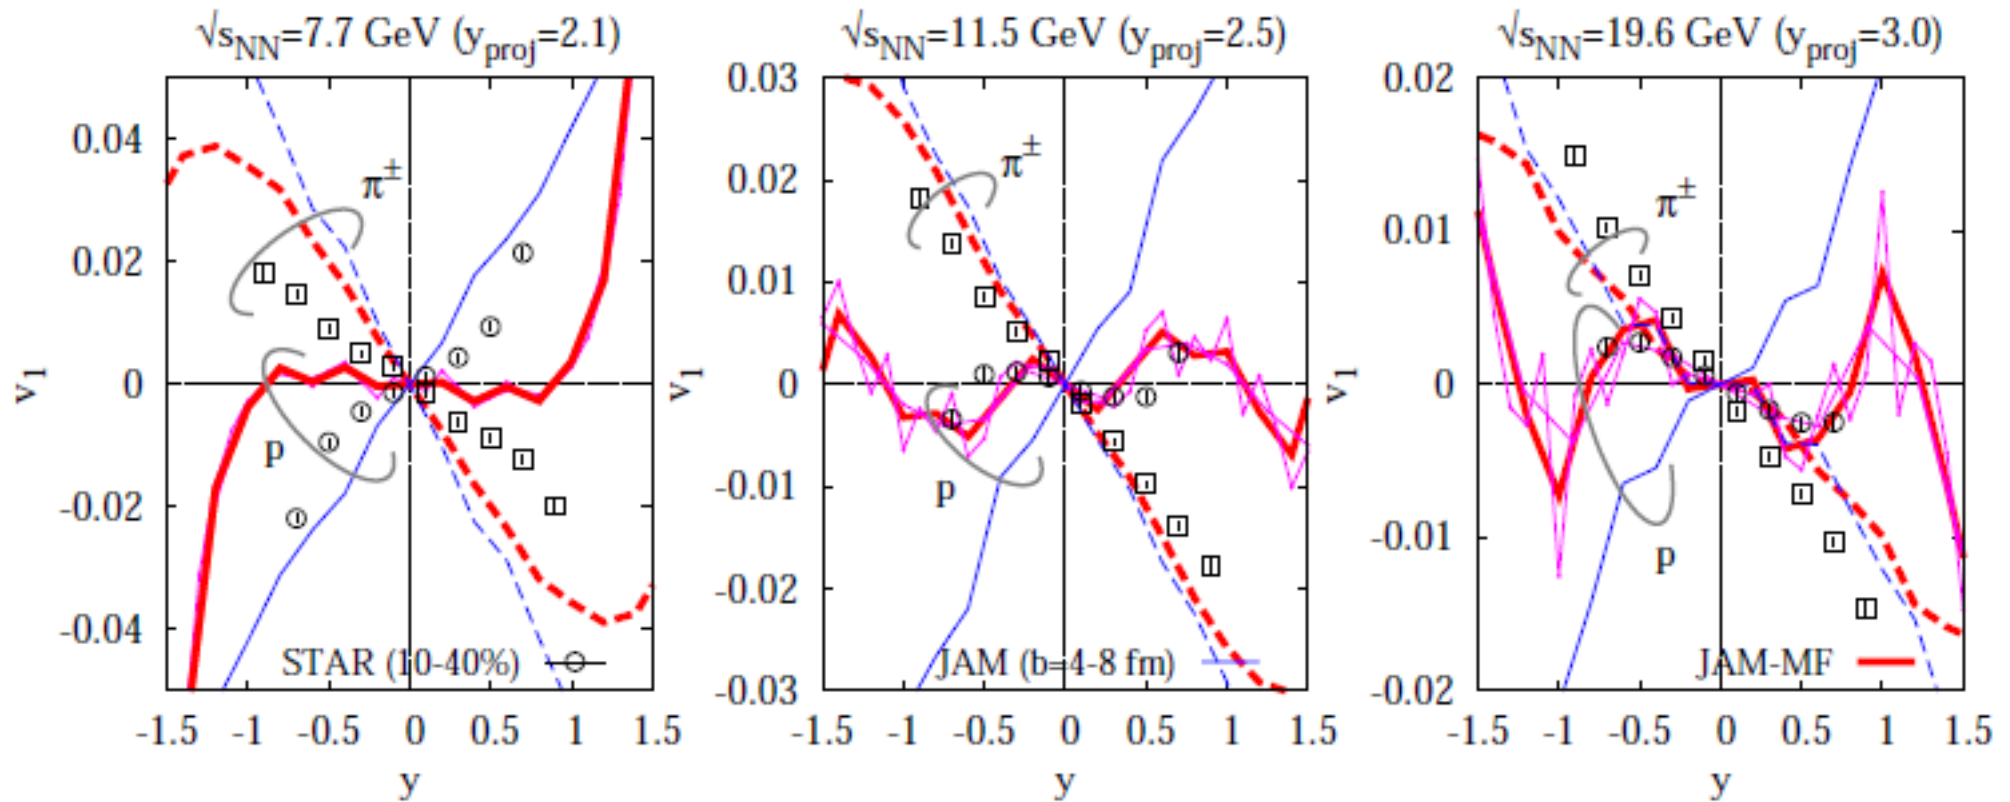 √sNN=7.7 GeV (yproj=2.1)
0.04
0.02
0
-0.02
-0.04
v1
π±
p
STAR (10-40%)
-1.5 -1 -0.5 0 0.5 1 1.5
y
√sNN=11.5 GeV (yproj=2.5)
0.03
0.02
0.01
0
-0.01
-0.02
-0.03
v1
π±
p
JAM (b=4-8 fm)
-1.5 -1 -0.5 0 0.5 1 1.5
y
√sNN=19.6 GeV (yproj=3.0)
0.02
0.01
0
-0.01
-0.02
v1
π±
p
JAM-MF
-1.5 -1 -0.5 0 0.5 1 1.5
y